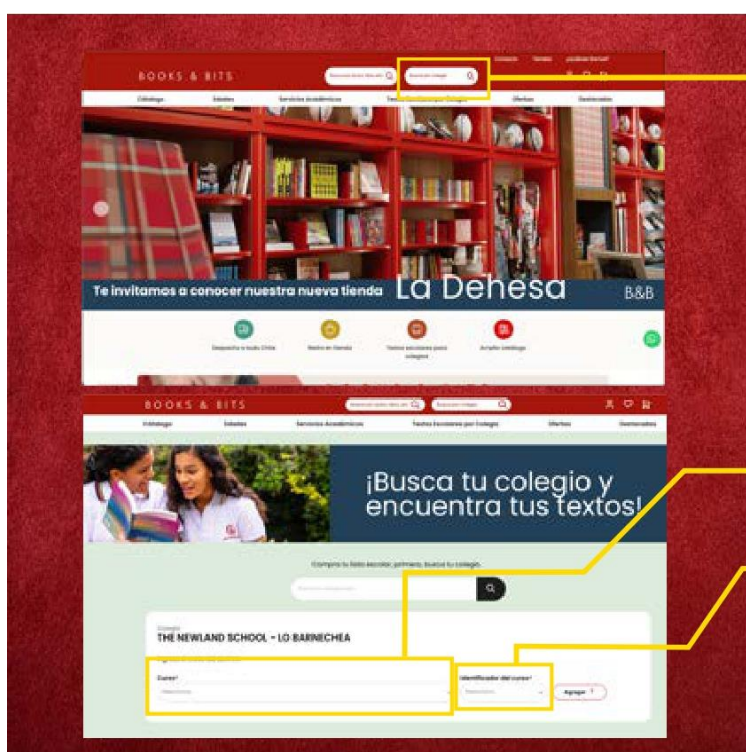 BOOKS & BITS
Catálogo Edades Servicios Académicos Textos Escolares por Colegio Ofertas Destacados
Te invitamos a conocer nuestra nueva tienda La Dehesa B&B
Despacho a todo Chile Retiro en tienda Textos escolares para colegios Amplio catálogo
BOOKS & BITS
Catálogo Edades Servicios Académicos Textos Escolares por Colegio Ofertas Destacados
¡Busca tu colegio y
encuentra tus textos!
Compra tu lista escolar, primero, busca tu colegio.
Colegio
THE NEWLAND SCHOOL - LO BARNECHEA
Curso* Identificador del curso*
Agregar